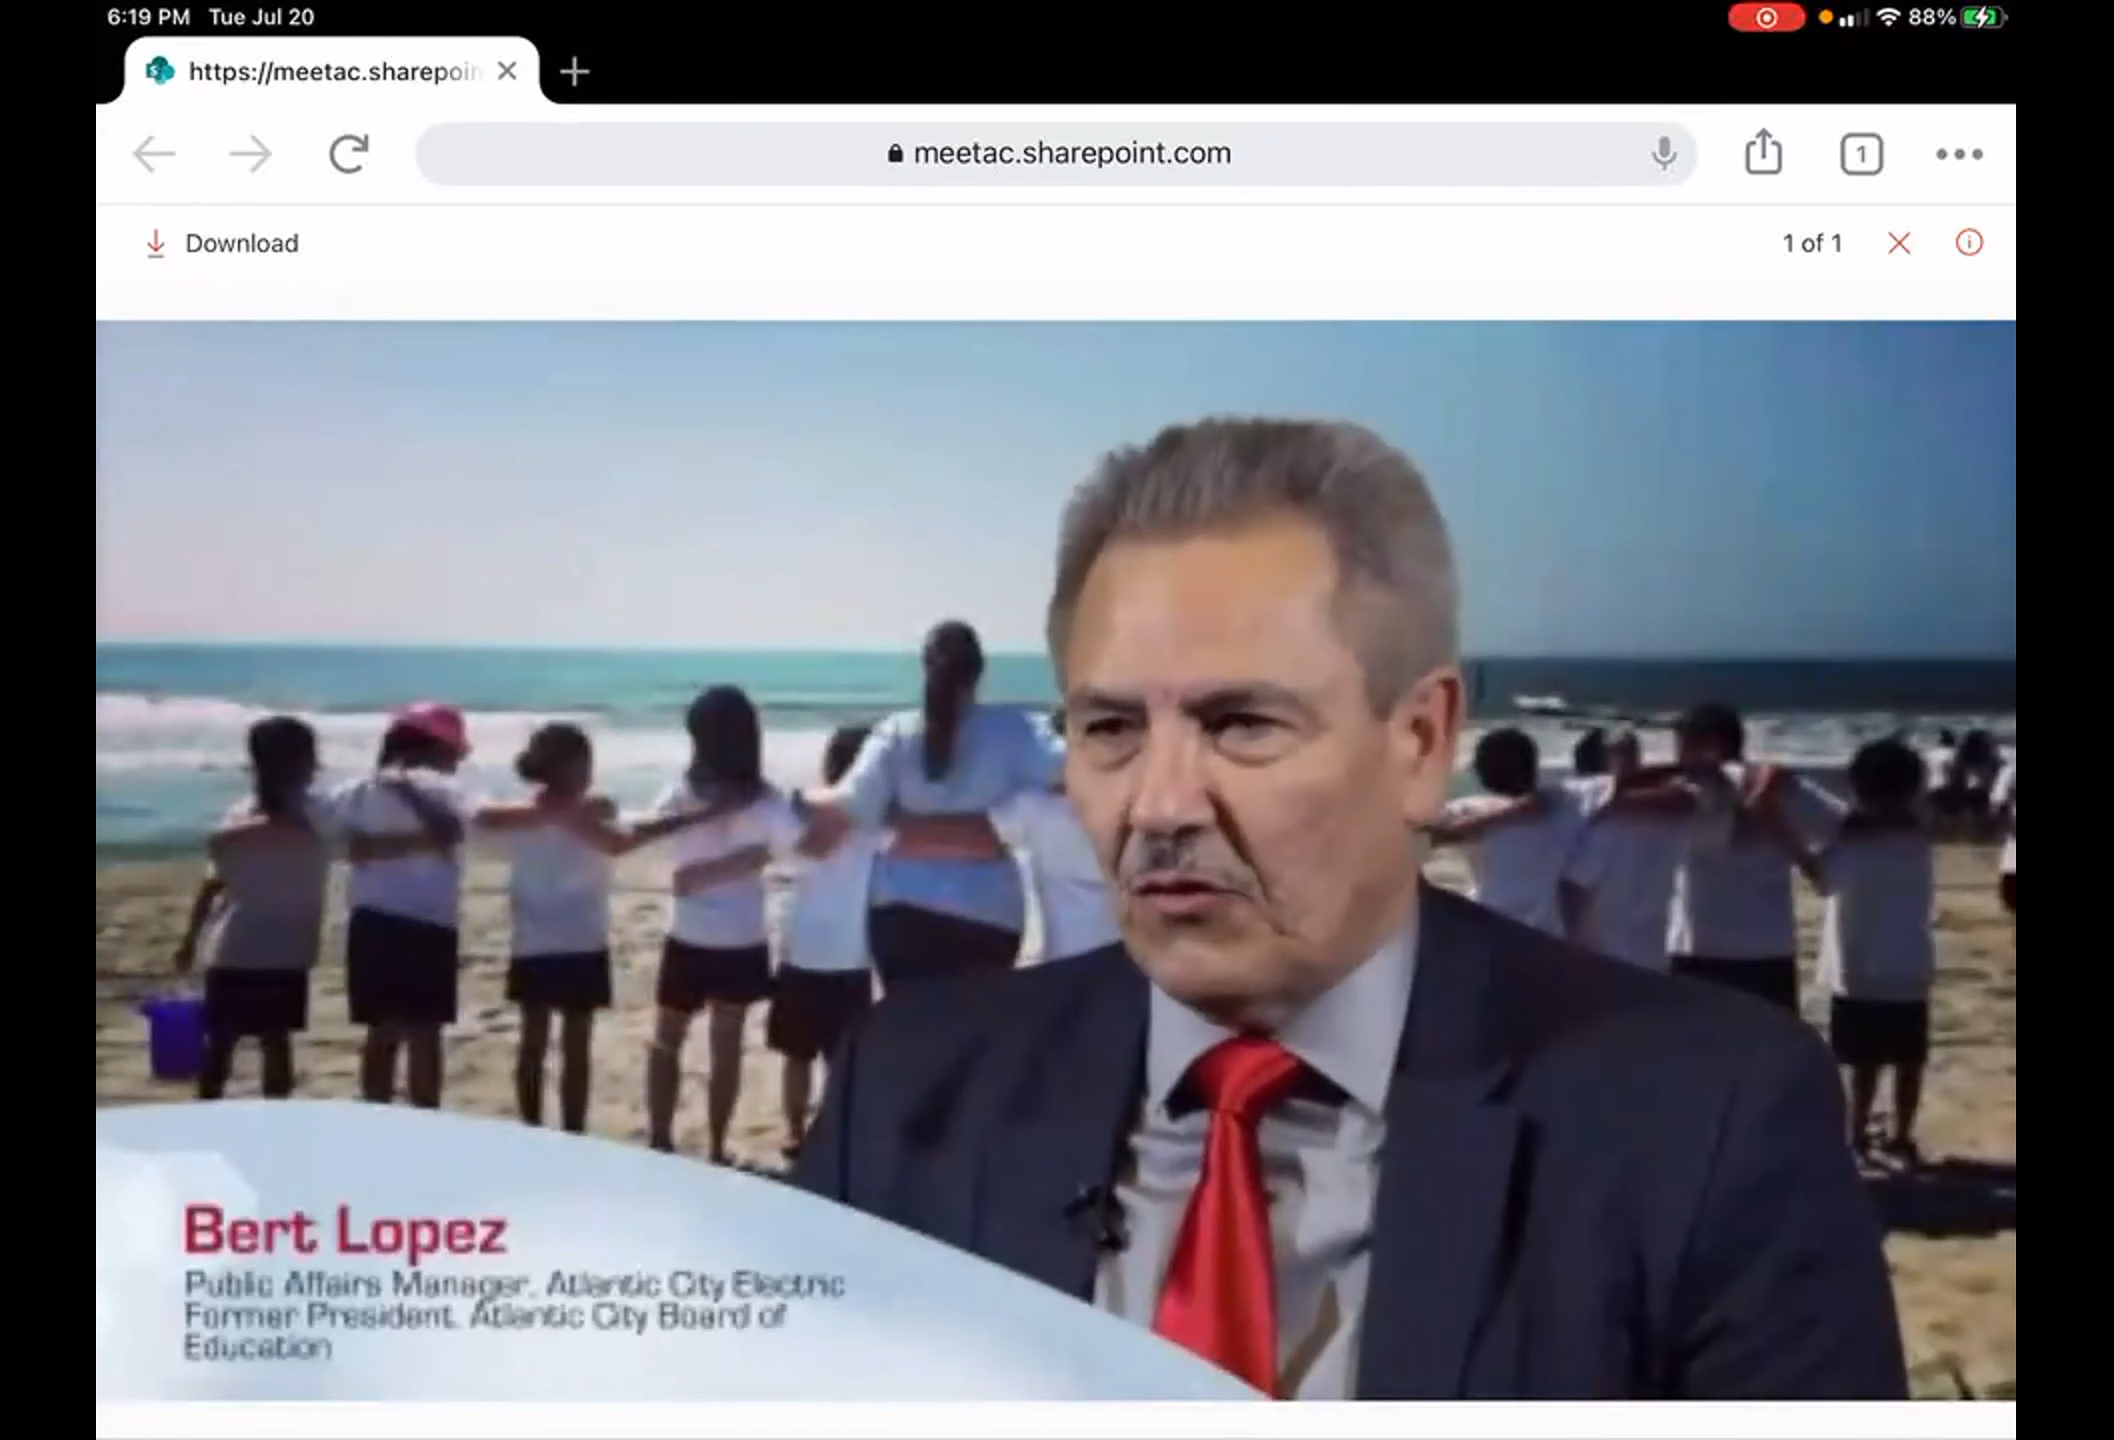 6:19 PM Tue Jul 20
88%
https://meetac.sharepoin
meetac.sharepoint.com
1
Download
1 of 1
Bert Lopez
Public Affairs Manager, Atlantic City Electric
Former President, Atlantic City Board of
Education